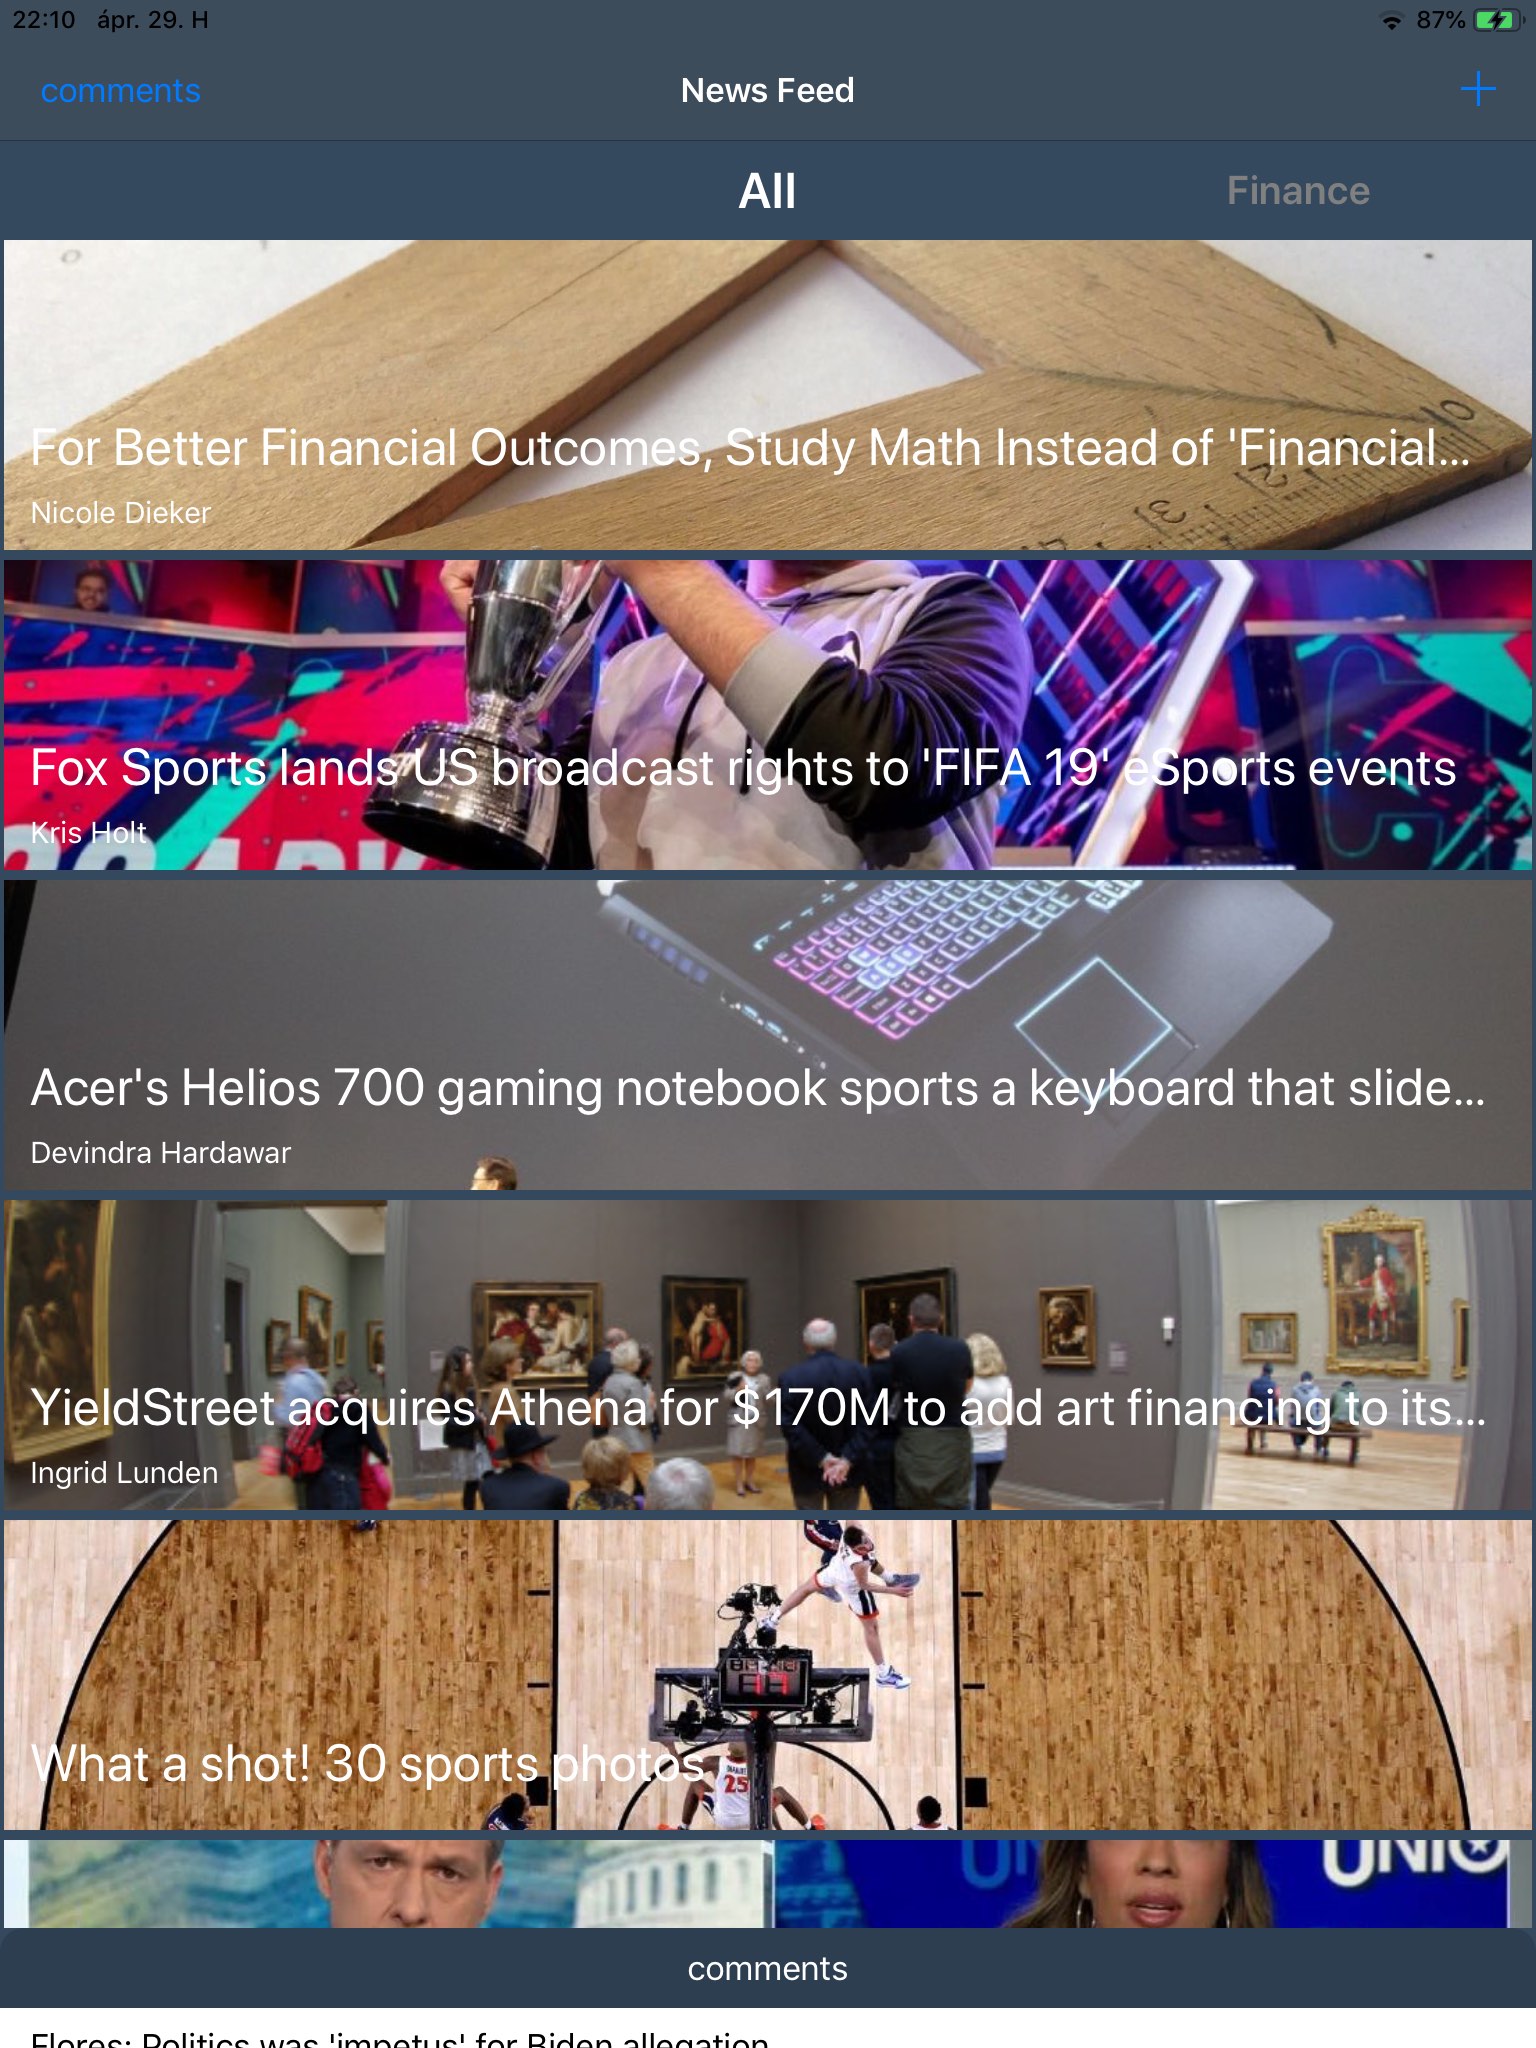 22:10 ápr. 29. H 87%
comments News Feed +
All Finance
For Better Financial Outcomes, Study Math Instead of 'Financial...
Nicole Dieker
Fox Sports lands US broadcast rights to 'FIFA 19' eSports events
Kris Holt
Acer's Helios 700 gaming notebook sports a keyboard that slide...
Devindra Hardawar
YieldStreet acquires Athena for $170M to add art financing to its...
Ingrid Lunden
What a shot! 30 sports photos
25
comments
Flores: Politics was 'impetus' for Biden allegation